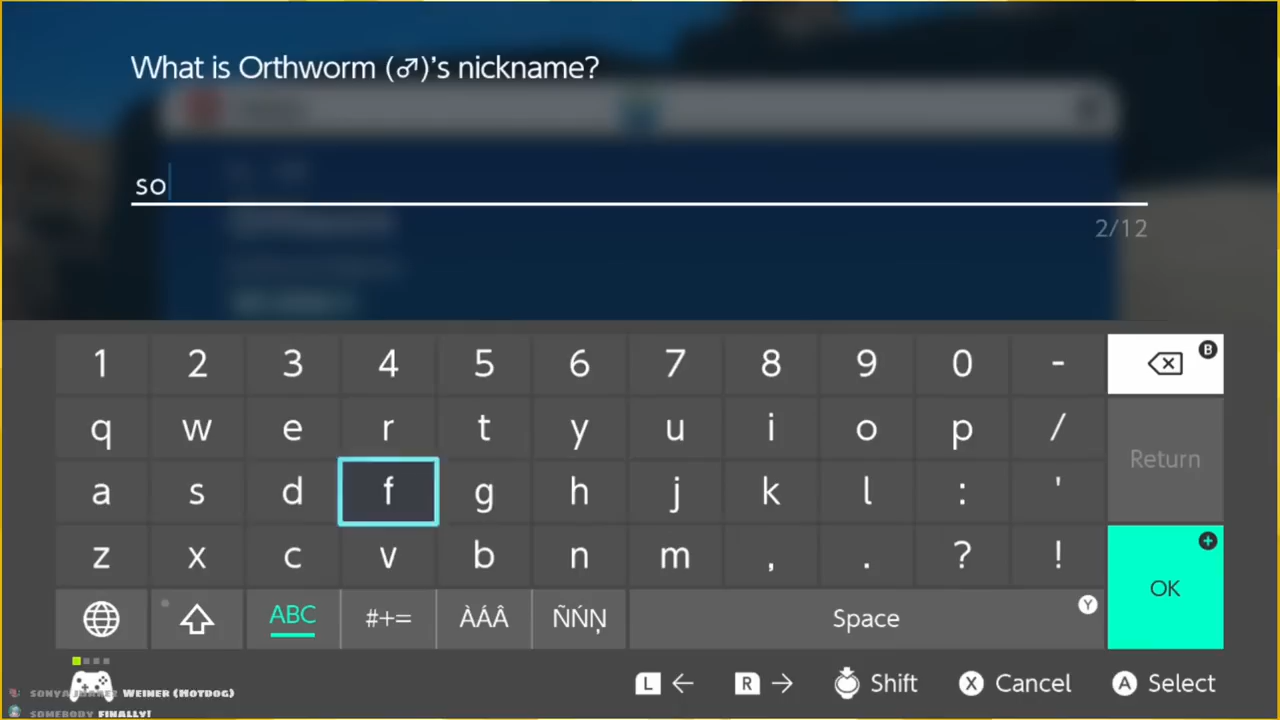 What is Orthworm (♂)'s nickname?
so
2/12
1 2 3 4 5 6 7 8 9 0 -
q w e r t y u i o p /
Return
a s d f g h j k l : '
z x c v b n m , . ? !
OK
ABC #+= ÀÁÂ ÑŃŅ Space
B
+
Y
L ← R → Shift X Cancel A Select
WEINER (HOTDOG)
SOMEBODY FINALLY!